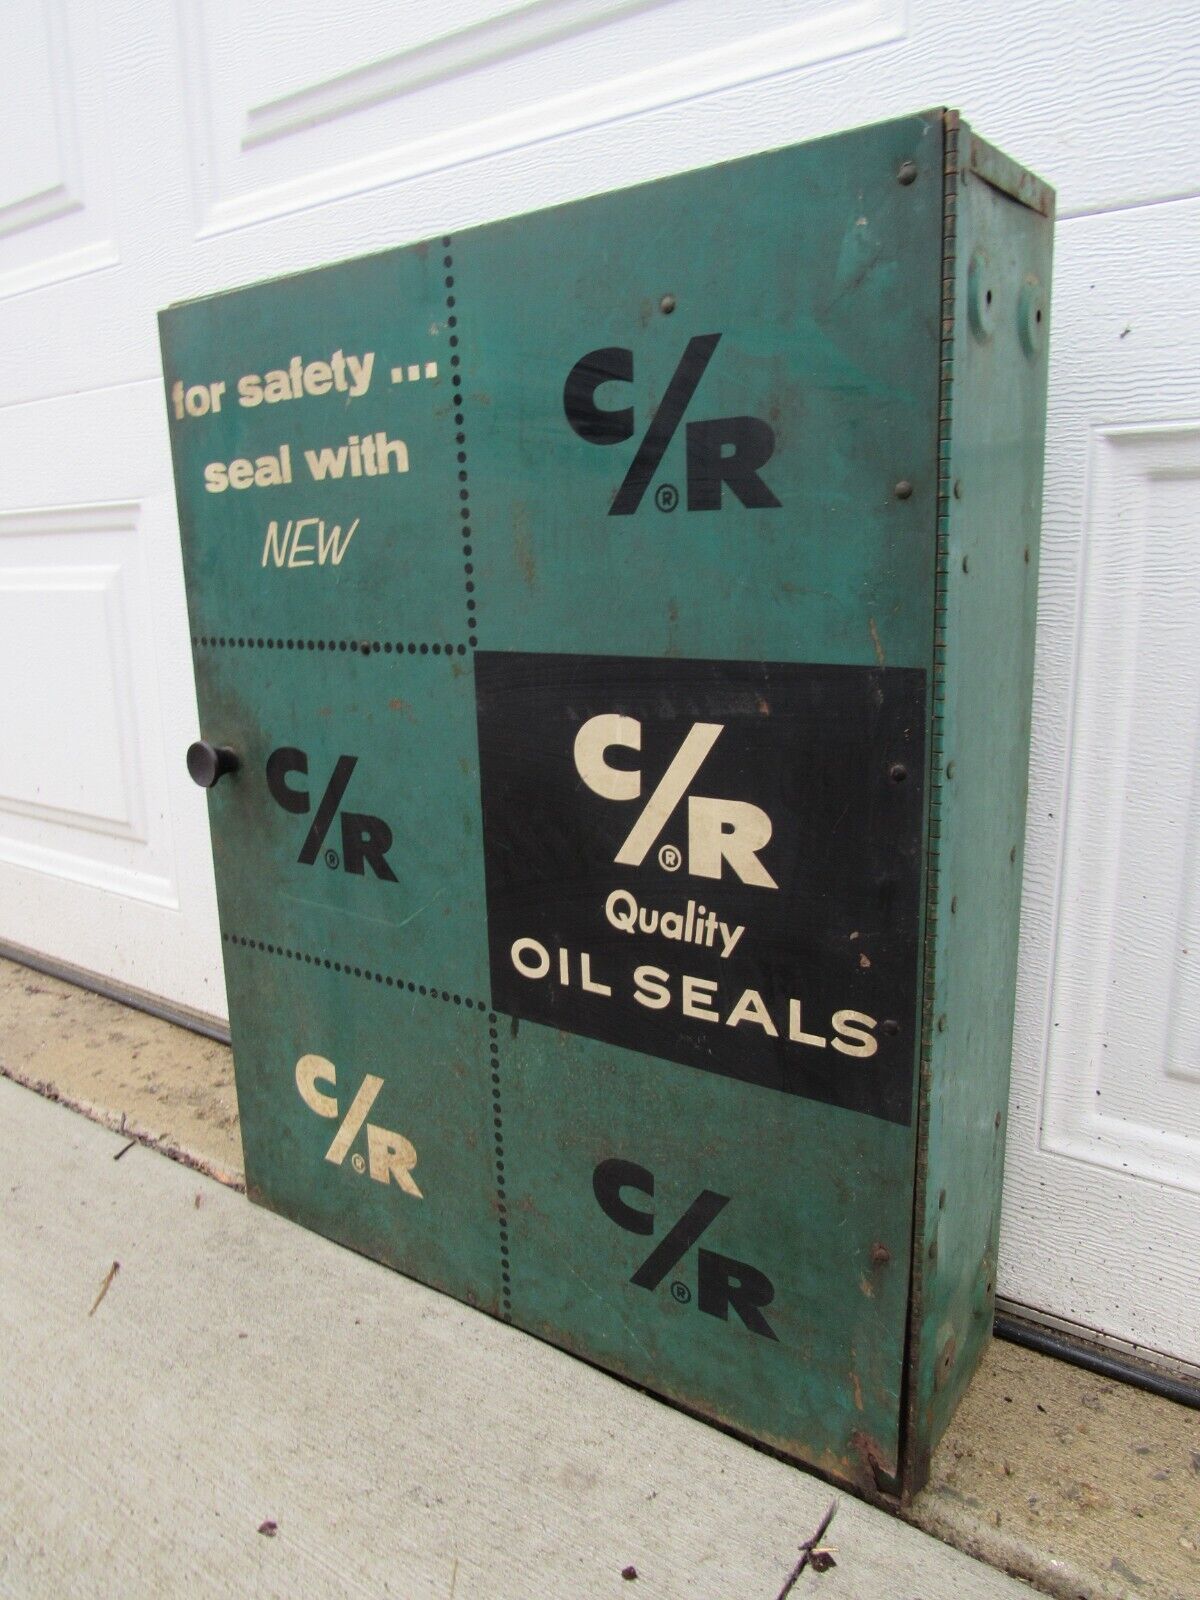 for safety ...
seal with
NEW
C/R®
C/R®
C/R®
Quality
OIL SEALS
C/R®
C/R®